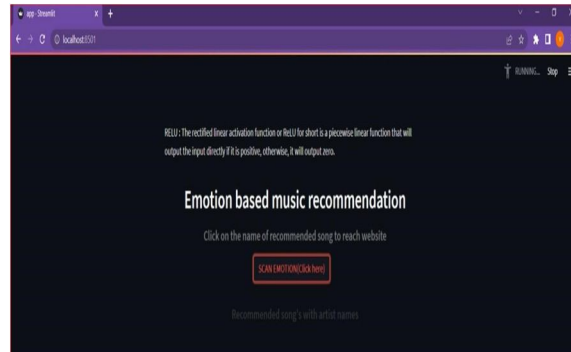 app - Streamlit
localhost:8501
RUNNING... Stop
RELU : The rectified linear activation function or ReLU for short is a piecewise linear function that will
output the input directly if it is positive, otherwise, it will output zero.
Emotion based music recommendation
Click on the name of recommended song to reach website
SCAN EMOTION(Click here)
Recommended song's with artist names